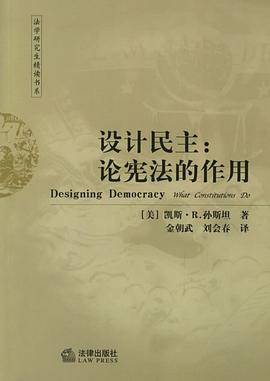 法学研究生精读书系
设计民主：
论宪法的作用
Designing Democracy What Constitutions Do
[美] 凯斯·R.孙斯坦 著
金朝武 刘会春 译
法律出版社
LAW PRESS